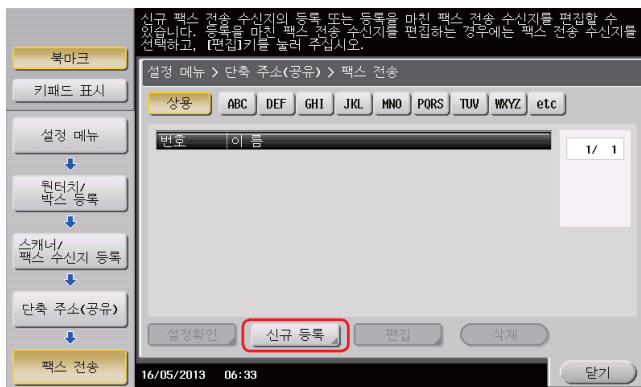 신규 팩스 전송 수신지의 등록 또는 등록을 마친 팩스 전송 수신지를 편집할 수
있습니다. 등록을 마친 팩스 전송 수신지를 편집하는 경우에는 팩스 전송 수신지를
선택하고, [편집]키를 눌러 주십시오.
북마크
키패드 표시
설정 메뉴
원터치/
박스 등록
스캐너/
팩스 수신지 등록
단축 주소(공유)
팩스 전송
설정 메뉴 > 단축 주소(공유) > 팩스 전송
상용 ABC DEF GHI JKL MNO PQRS TUV WXYZ etc
번호 이 름
1/ 1
설정확인 신규 등록 편집 삭제
16/05/2013 06:33
닫기